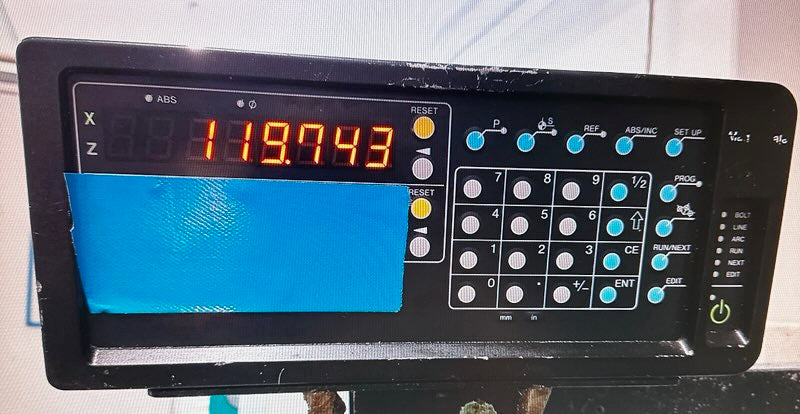 ABS Ø
X
Z
119.743
RESET
RESET
P
S
REF
ABS/INC
SET UP
7 8 9 1/2
4 5 6
1 2 3 CE
0 . +/− ENT
PROG
RUN/NEXT
EDIT
mm in
BOLT
LINE
ARC
RUN
NEXT
EDIT